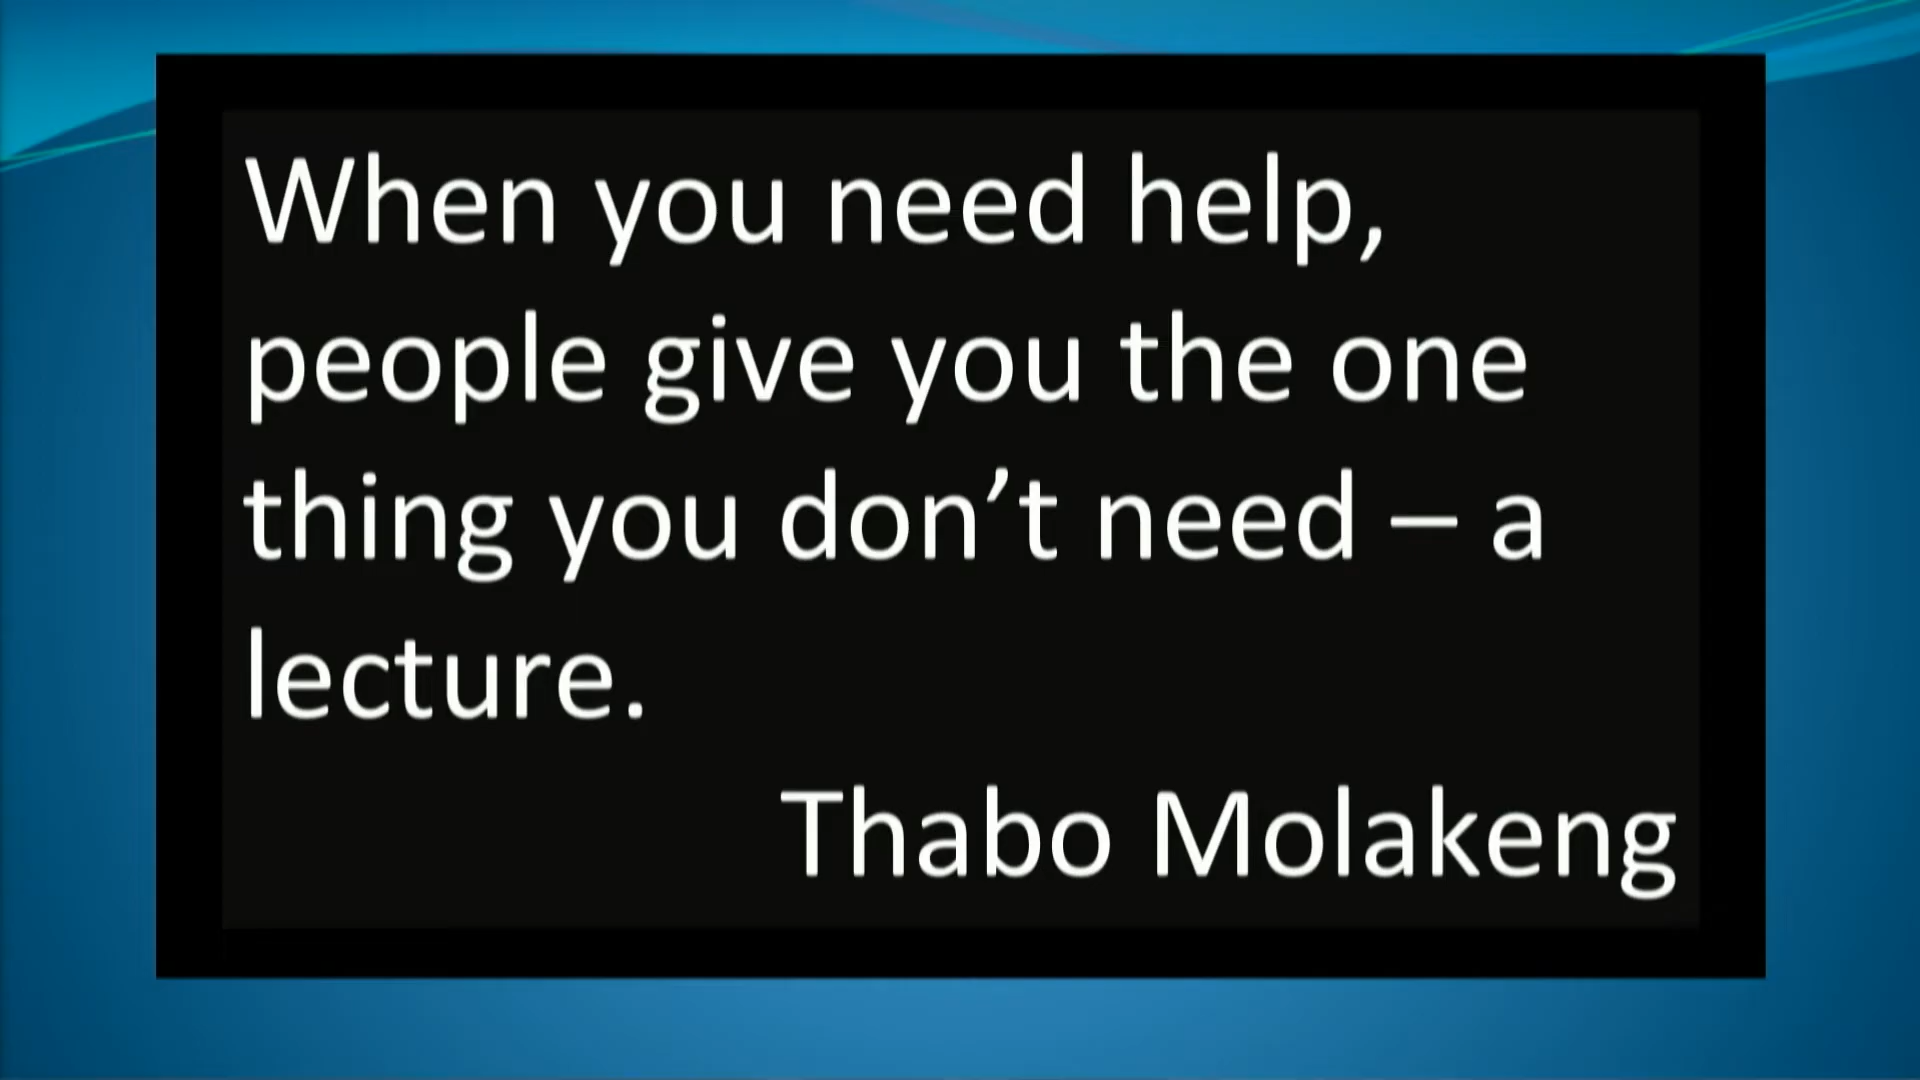 When you need help,
people give you the one
thing you don’t need – a
lecture.
Thabo Molakeng